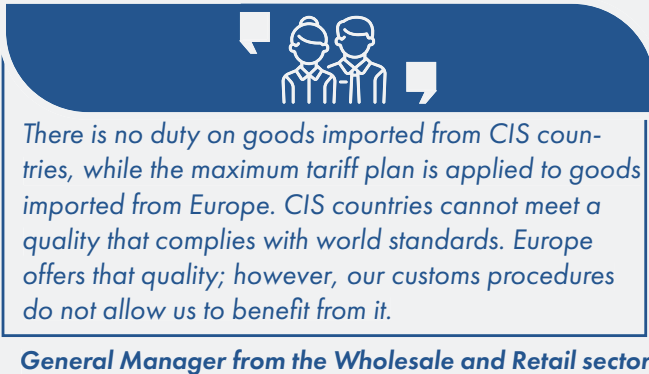 There is no duty on goods imported from CIS coun-
tries, while the maximum tariff plan is applied to goods
imported from Europe. CIS countries cannot meet a
quality that complies with world standards. Europe
offers that quality; however, our customs procedures
do not allow us to benefit from it.
General Manager from the Wholesale and Retail sector